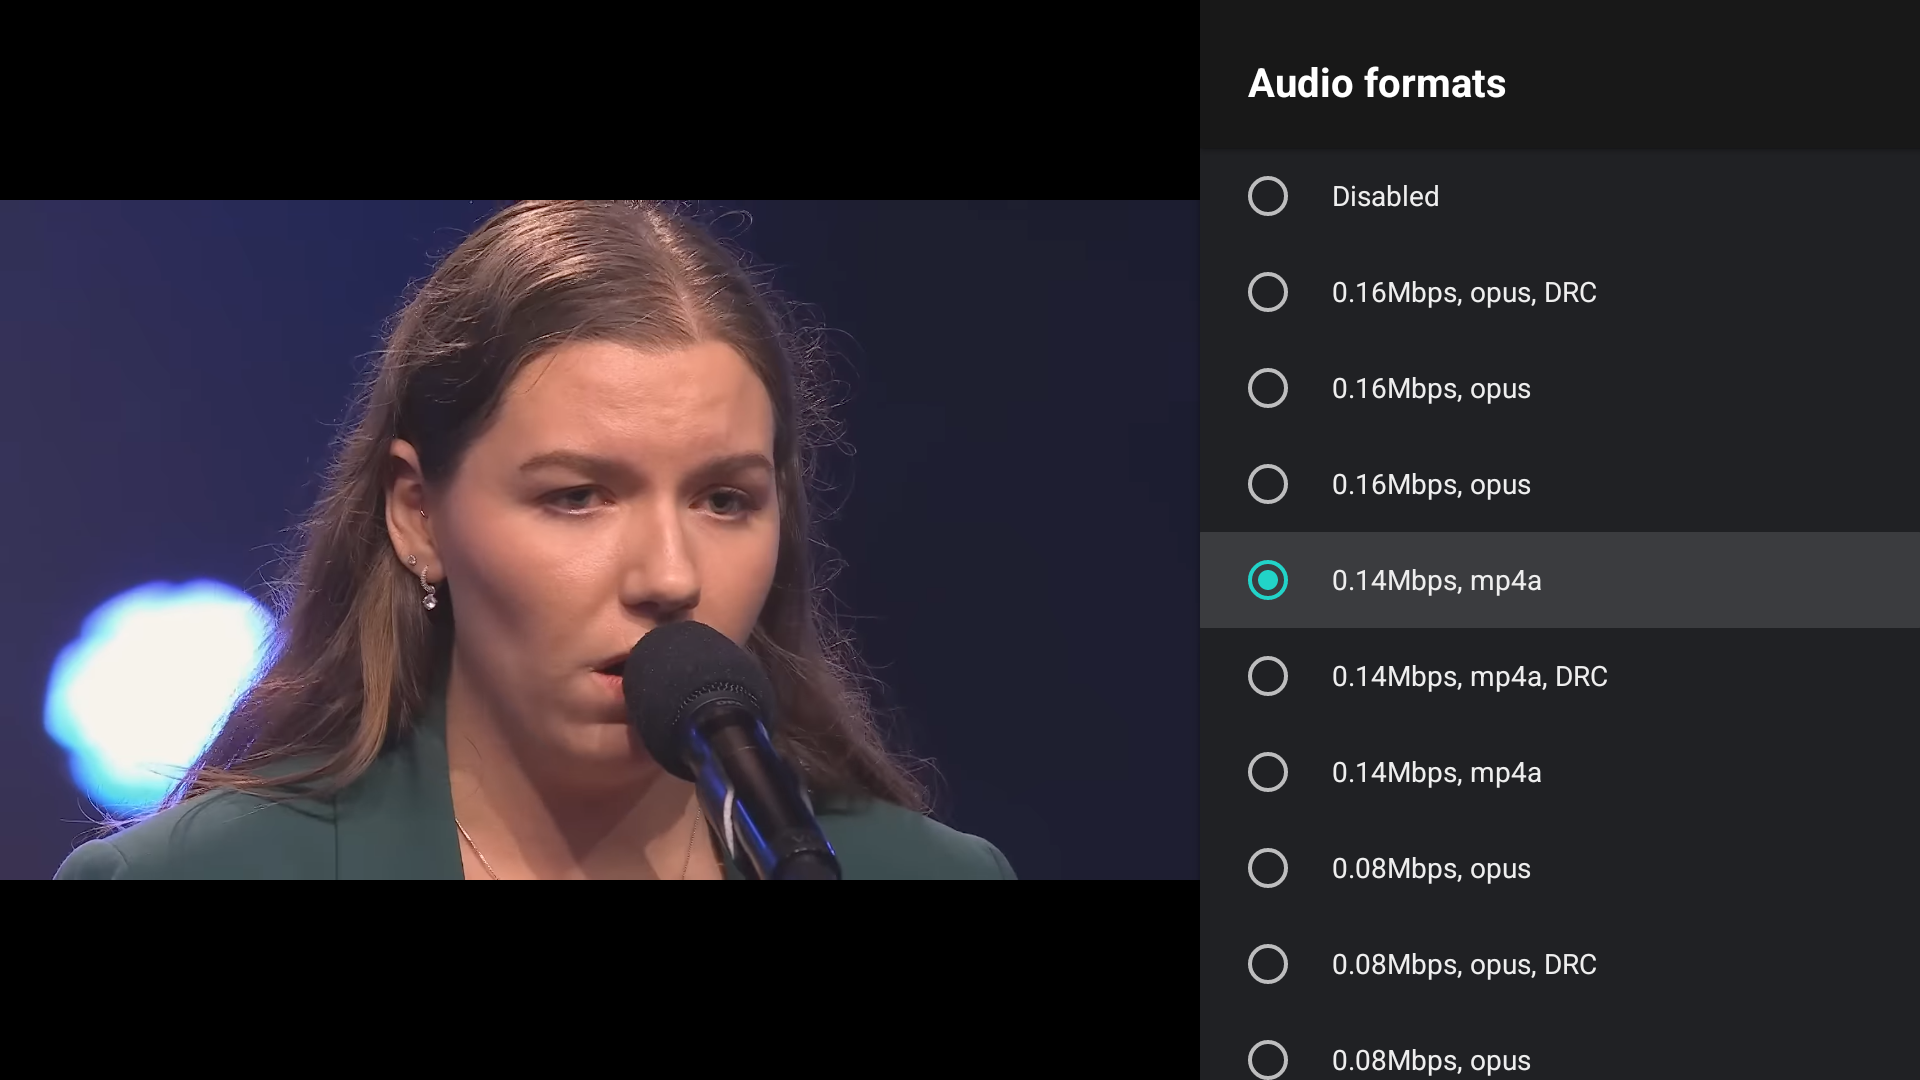 Audio formats
Disabled
0.16Mbps, opus, DRC
0.16Mbps, opus
0.16Mbps, opus
0.14Mbps, mp4a
0.14Mbps, mp4a, DRC
0.14Mbps, mp4a
0.08Mbps, opus
0.08Mbps, opus, DRC
0.08Mbps, opus